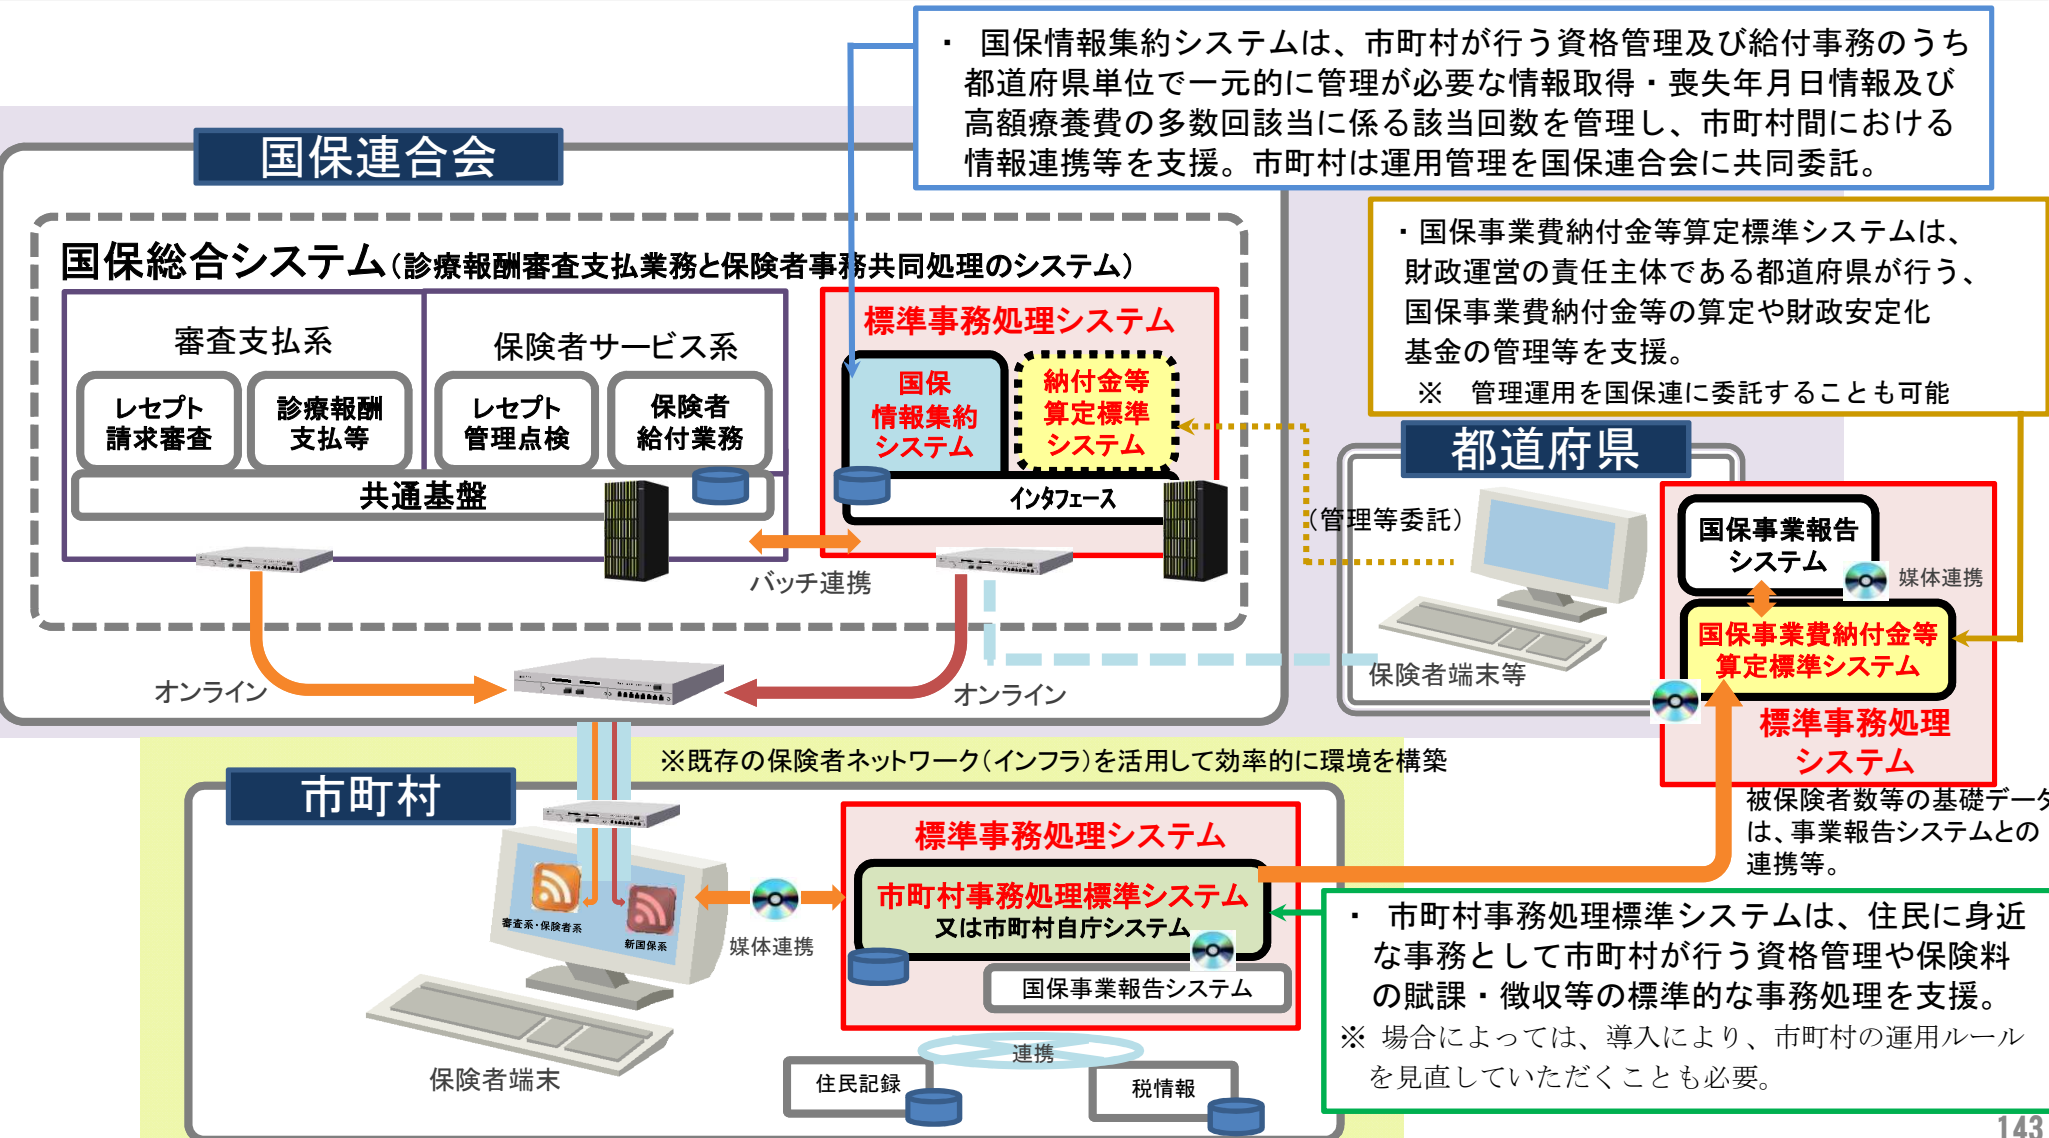 ・ 国保情報集約システムは、市町村が行う資格管理及び給付事務のうち
都道府県単位で一元的に管理が必要な情報取得・喪失年月日情報及び
高額療養費の多数回該当に係る該当回数を管理し、市町村間における
情報連携等を支援。市町村は運用管理を国保連合会に共同委託。
国保連合会
国保総合システム(診療報酬審査支払業務と保険者事務共同処理のシステム)
審査支払系
保険者サービス系
レセプト
請求審査
診療報酬
支払等
レセプト
管理点検
保険者
給付業務
共通基盤
標準事務処理システム
国保
情報集約
システム
納付金等
算定標準
システム
インタフェース
バッチ連携
オンライン
オンライン
・国保事業費納付金等算定標準システムは、
財政運営の責任主体である都道府県が行う、
国保事業費納付金等の算定や財政安定化
基金の管理等を支援。
※ 管理運用を国保連に委託することも可能
都道府県
(管理等委託)
保険者端末等
国保事業報告
システム
媒体連携
国保事業費納付金等
算定標準システム
標準事務処理
システム
被保険者数等の基礎データ
は、事業報告システムとの
連携等。
※既存の保険者ネットワーク(インフラ)を活用して効率的に環境を構築
市町村
審査系・保険者系
新国保系
保険者端末
媒体連携
標準事務処理システム
市町村事務処理標準システム
又は市町村自庁システム
国保事業報告システム
連携
住民記録
税情報
・ 市町村事務処理標準システムは、住民に身近
な事務として市町村が行う資格管理や保険料
の賦課・徴収等の標準的な事務処理を支援。
※ 場合によっては、導入により、市町村の運用ルール
を見直していただくことも必要。
143